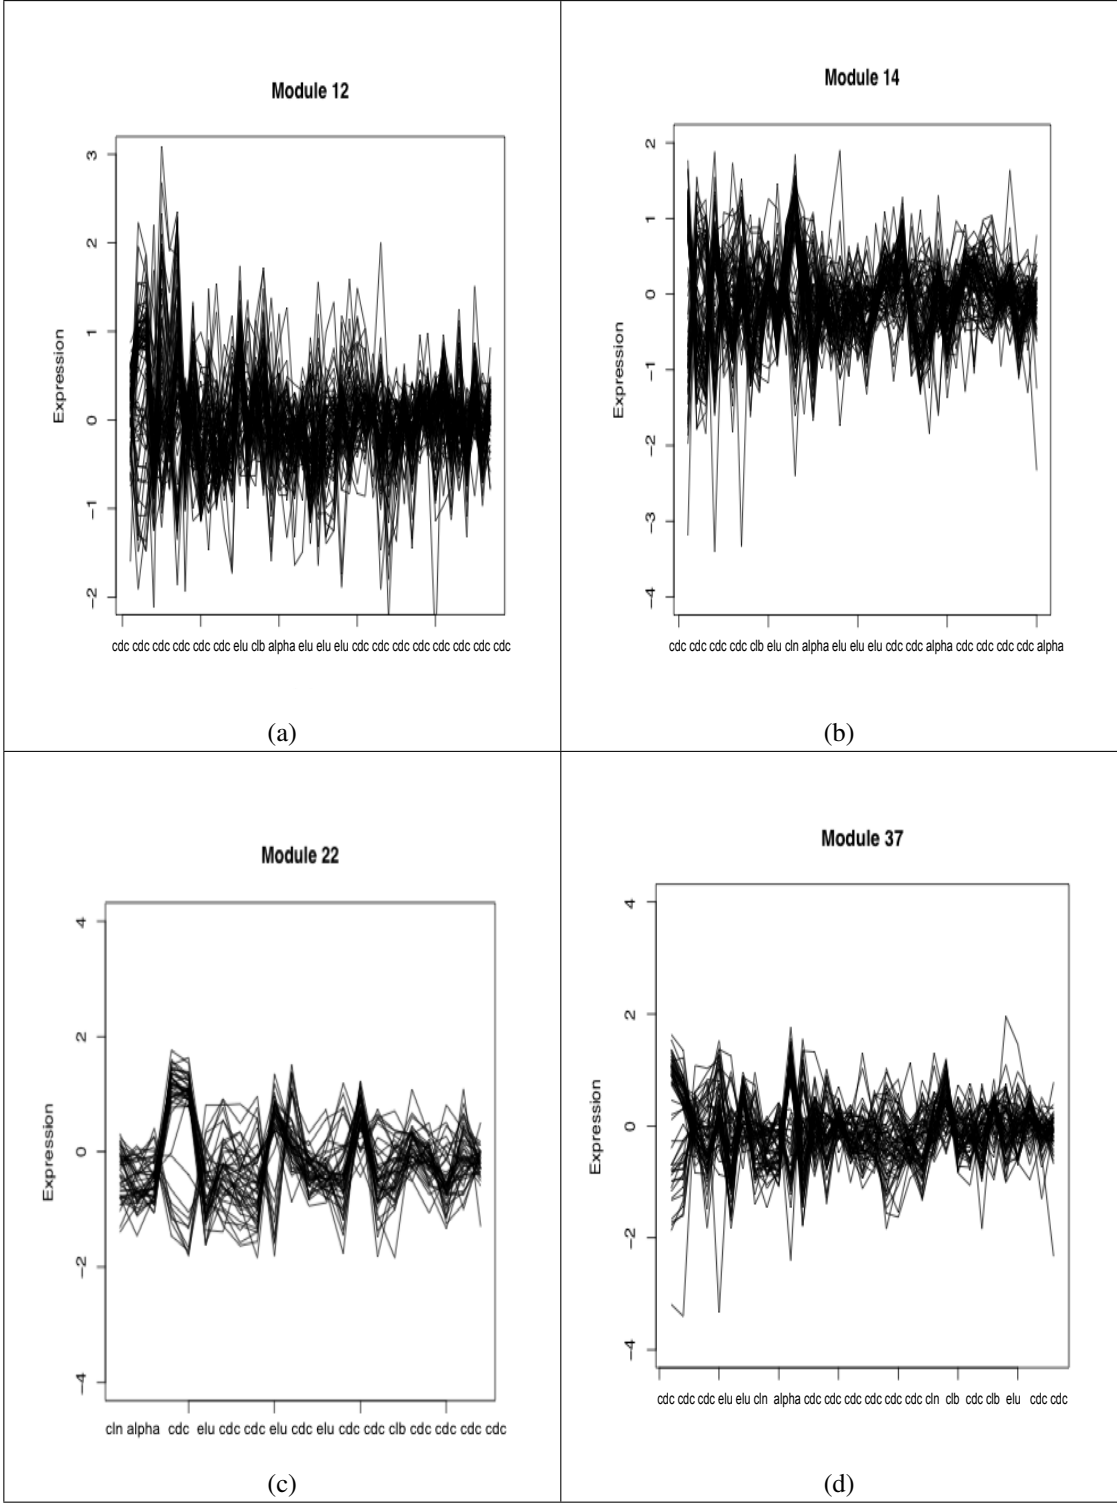 Module 12
3
2
1
0
−1
−2
Expression
cdc cdc cdc cdc cdc cdc elu clb alpha elu elu elu cdc cdc cdc cdc cdc cdc cdc cdc
(a)
Module 14
2
1
0
−1
−2
−3
−4
Expression
cdc cdc cdc cdc clb elu cln alpha elu elu elu cdc cdc alpha cdc cdc cdc cdc alpha
(b)
Module 22
4
2
0
−2
−4
Expression
cln alpha cdc elu cdc cdc elu cdc elu cdc cdc clb cdc cdc cdc cdc
(c)
Module 37
4
2
0
−2
−4
Expression
cdc cdc cdc elu elu cln alpha cdc cdc cdc cdc cdc cdc cln clb cdc clb elu cdc cdc
(d)